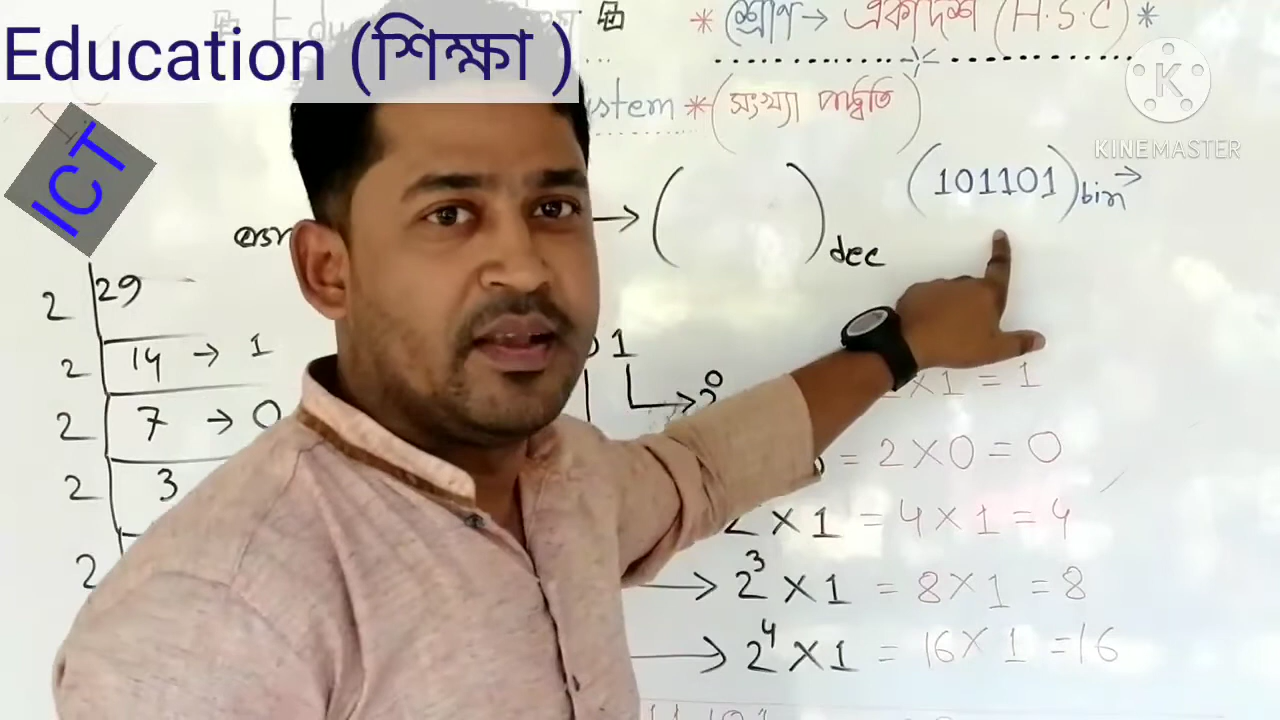 Education (শিক্ষা )
* শ্রেণি → একাদশ (H.S.C) *
ystem * (সংখ্যা পদ্ধতি)
KINEMASTER
ICT
(101101)bin →
→ ( )dec
2 29
2 14 → 1
2 7 → 0
2 3
2
1
×1 = 1
= 2×0 = 0
2 ×1 = 4×1 = 4
→ 2³ ×1 = 8×1 = 8
→ 2⁴ ×1 = 16×1 = 16